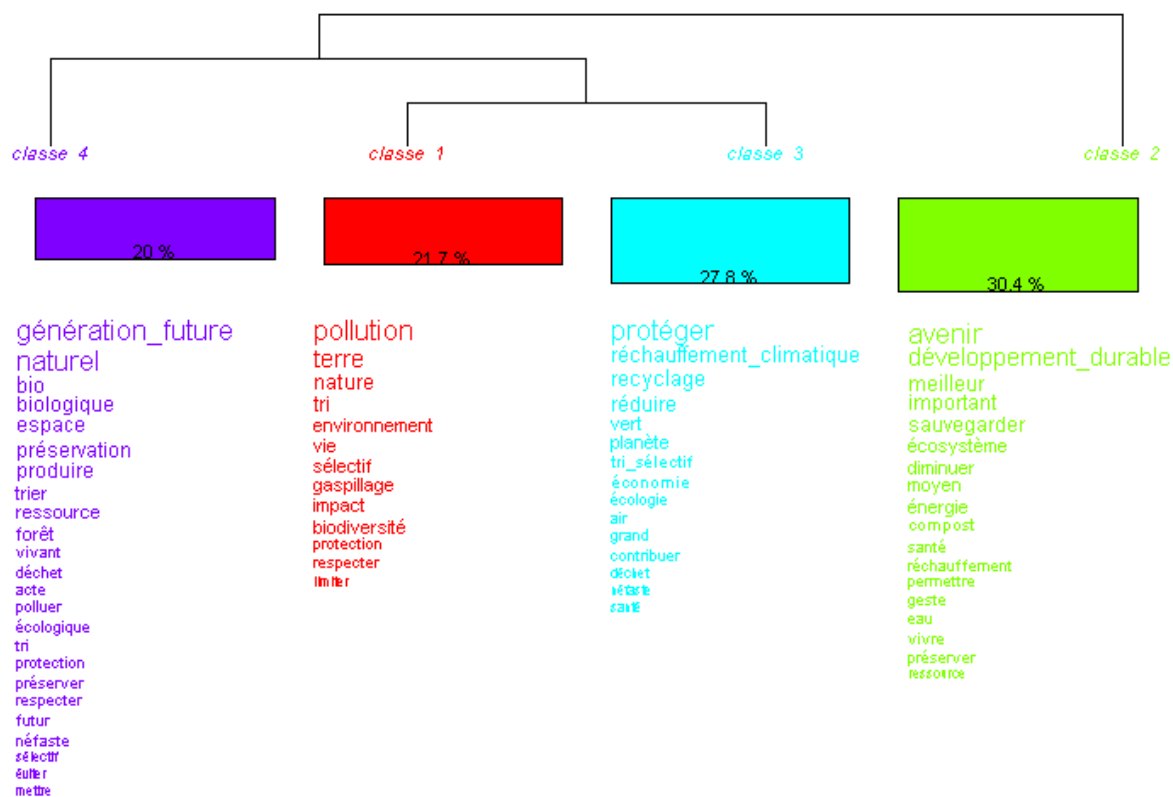 classe 4
classe 1
classe 3
classe 2
20 %
21.7 %
27.8 %
30.4 %
génération_future
naturel
bio
biologique
espace
préservation
produire
trier
ressource
forêt
vivant
déchet
acte
polluer
écologique
tri
protection
préserver
respecter
futur
néfaste
sélectif
éviter
mettre
pollution
terre
nature
tri
environnement
vie
sélectif
gaspillage
impact
biodiversité
protection
respecter
limiter
protéger
réchauffement_climatique
recyclage
réduire
vert
planète
tri_sélectif
économie
écologie
air
grand
contribuer
déchet
néfaste
santé
avenir
développement_durable
meilleur
important
sauvegarder
écosystème
diminuer
moyen
énergie
compost
santé
réchauffement
permettre
geste
eau
vivre
préserver
ressource